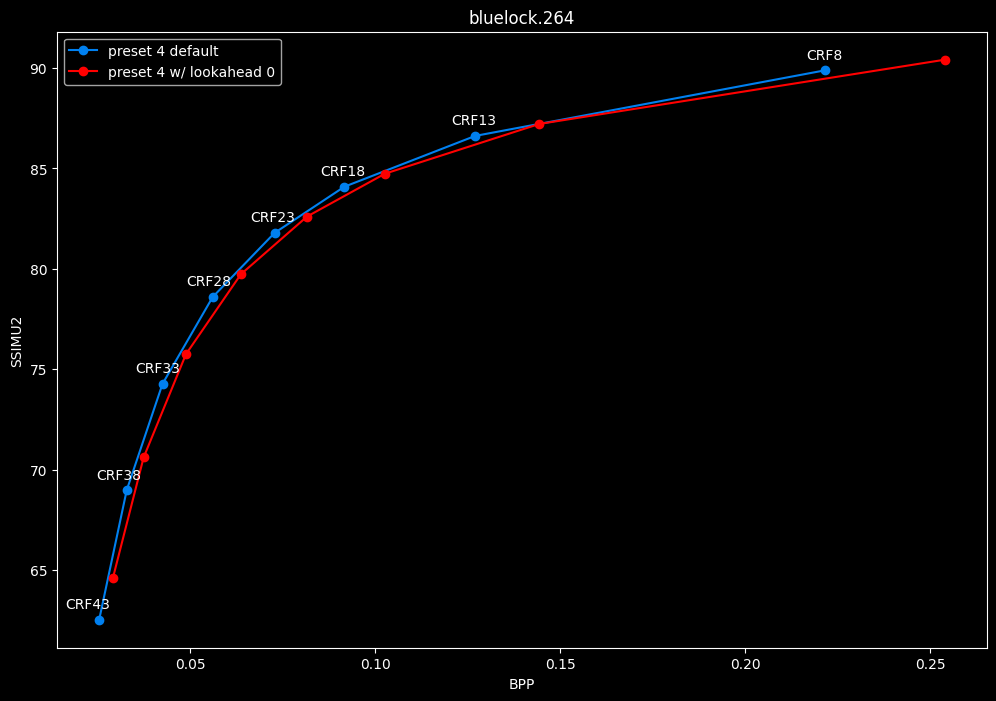 bluelock.264
preset 4 default
preset 4 w/ lookahead 0
CRF8
CRF13
CRF18
CRF23
CRF28
CRF33
CRF38
CRF43
90
85
80
75
70
65
SSIMU2
0.05 0.10 0.15 0.20 0.25
BPP